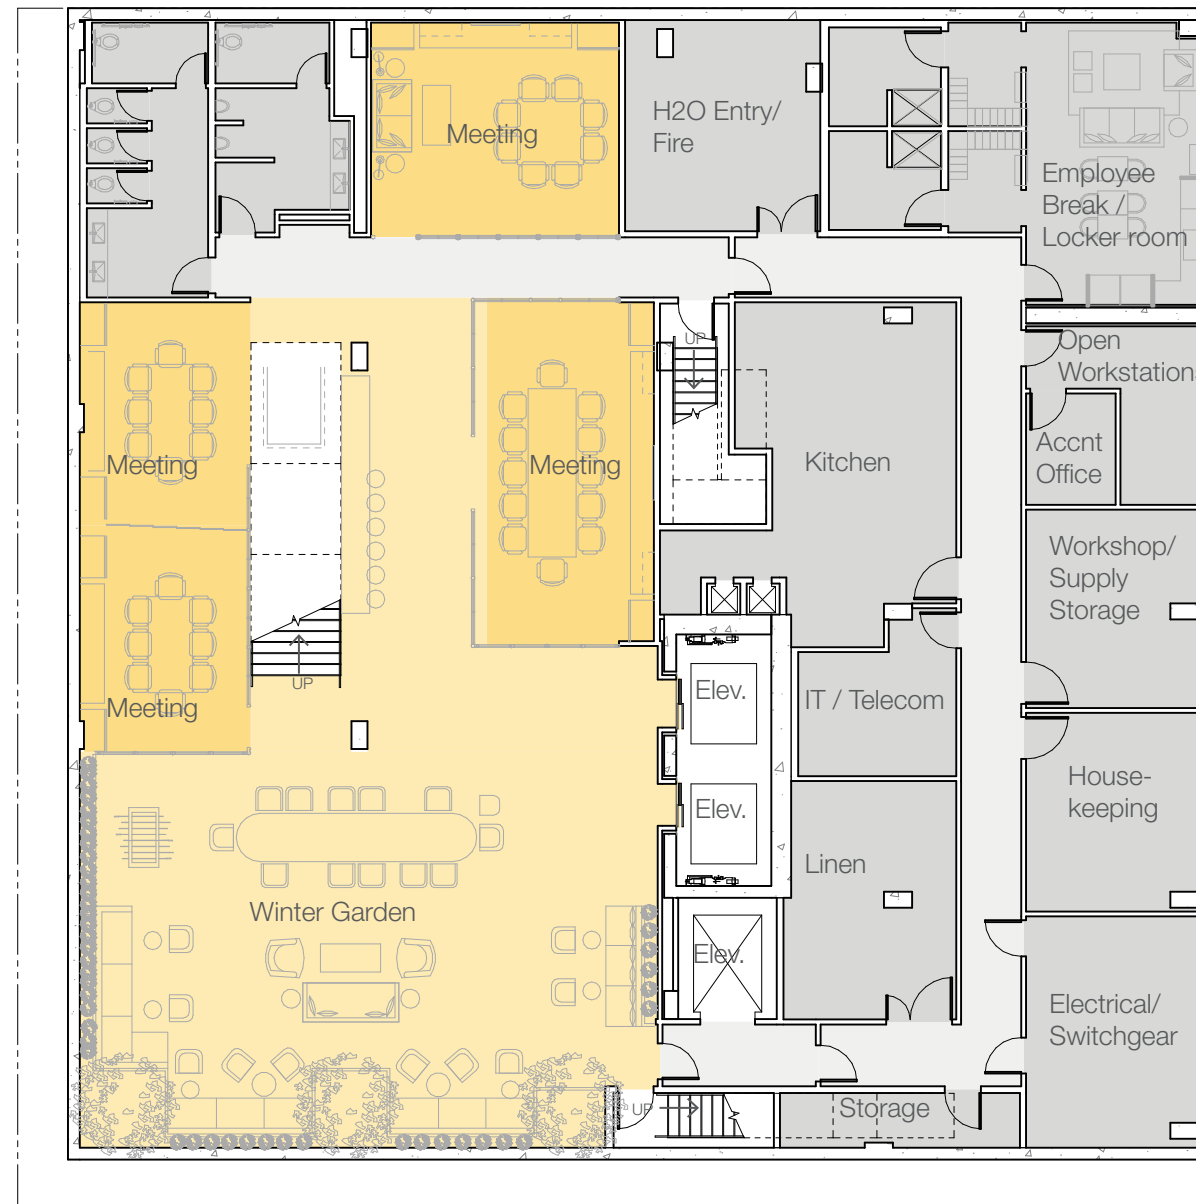 H2O Entry/
Fire
Meeting
Employee
Break /
Locker room
UP
Open
Workstation
Accnt
Office
Meeting
Meeting
Kitchen
Workshop/
Supply
Storage
UP
Elev.
IT / Telecom
Meeting
House-
keeping
Elev.
Linen
Winter Garden
Elev.
Electrical/
Switchgear
UP
Storage